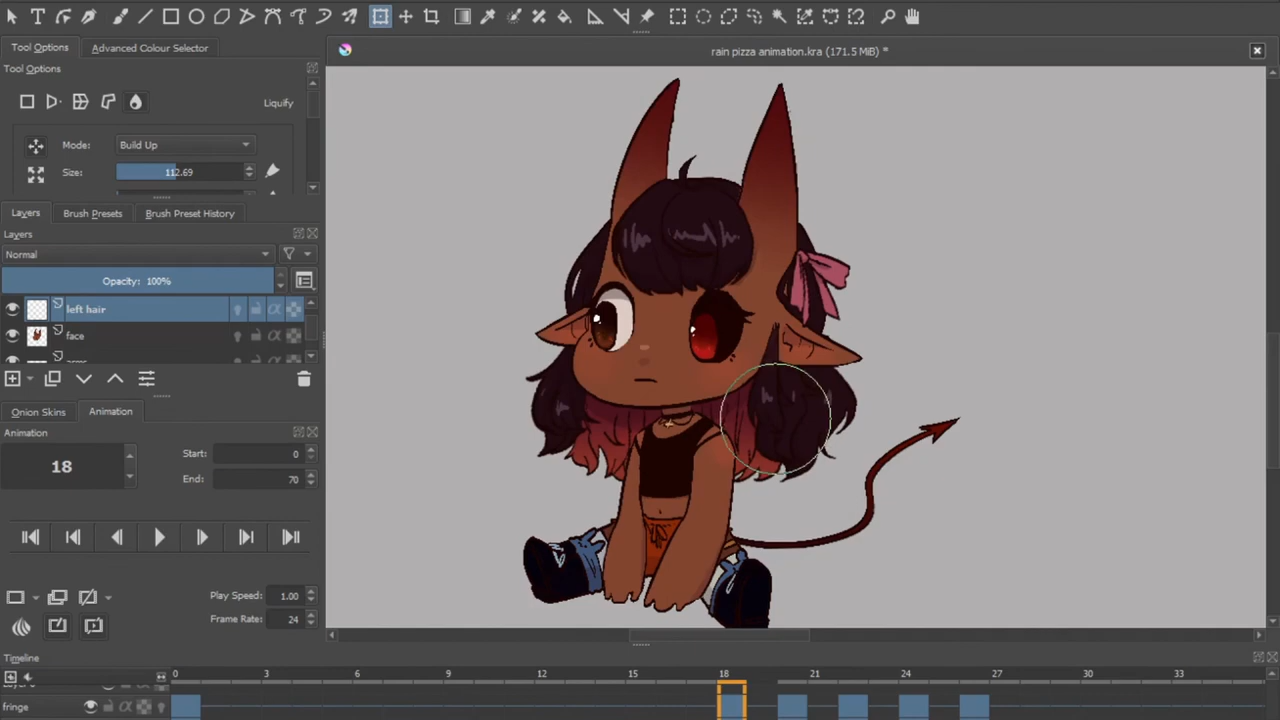 rain pizza animation.kra (171.5 MiB) *
Tool Options
Advanced Colour Selector
Tool Options
Liquify
Mode:
Build Up
Size:
112.69
Layers
Brush Presets
Brush Preset History
Layers
Normal
Opacity: 100%
left hair
face
Onion Skins
Animation
Animation
18
Start:
0
End:
70
Play Speed:
1.00
Frame Rate:
24
Timeline
0 3 6 9 12 15 18 21 24 27 30 33
fringe